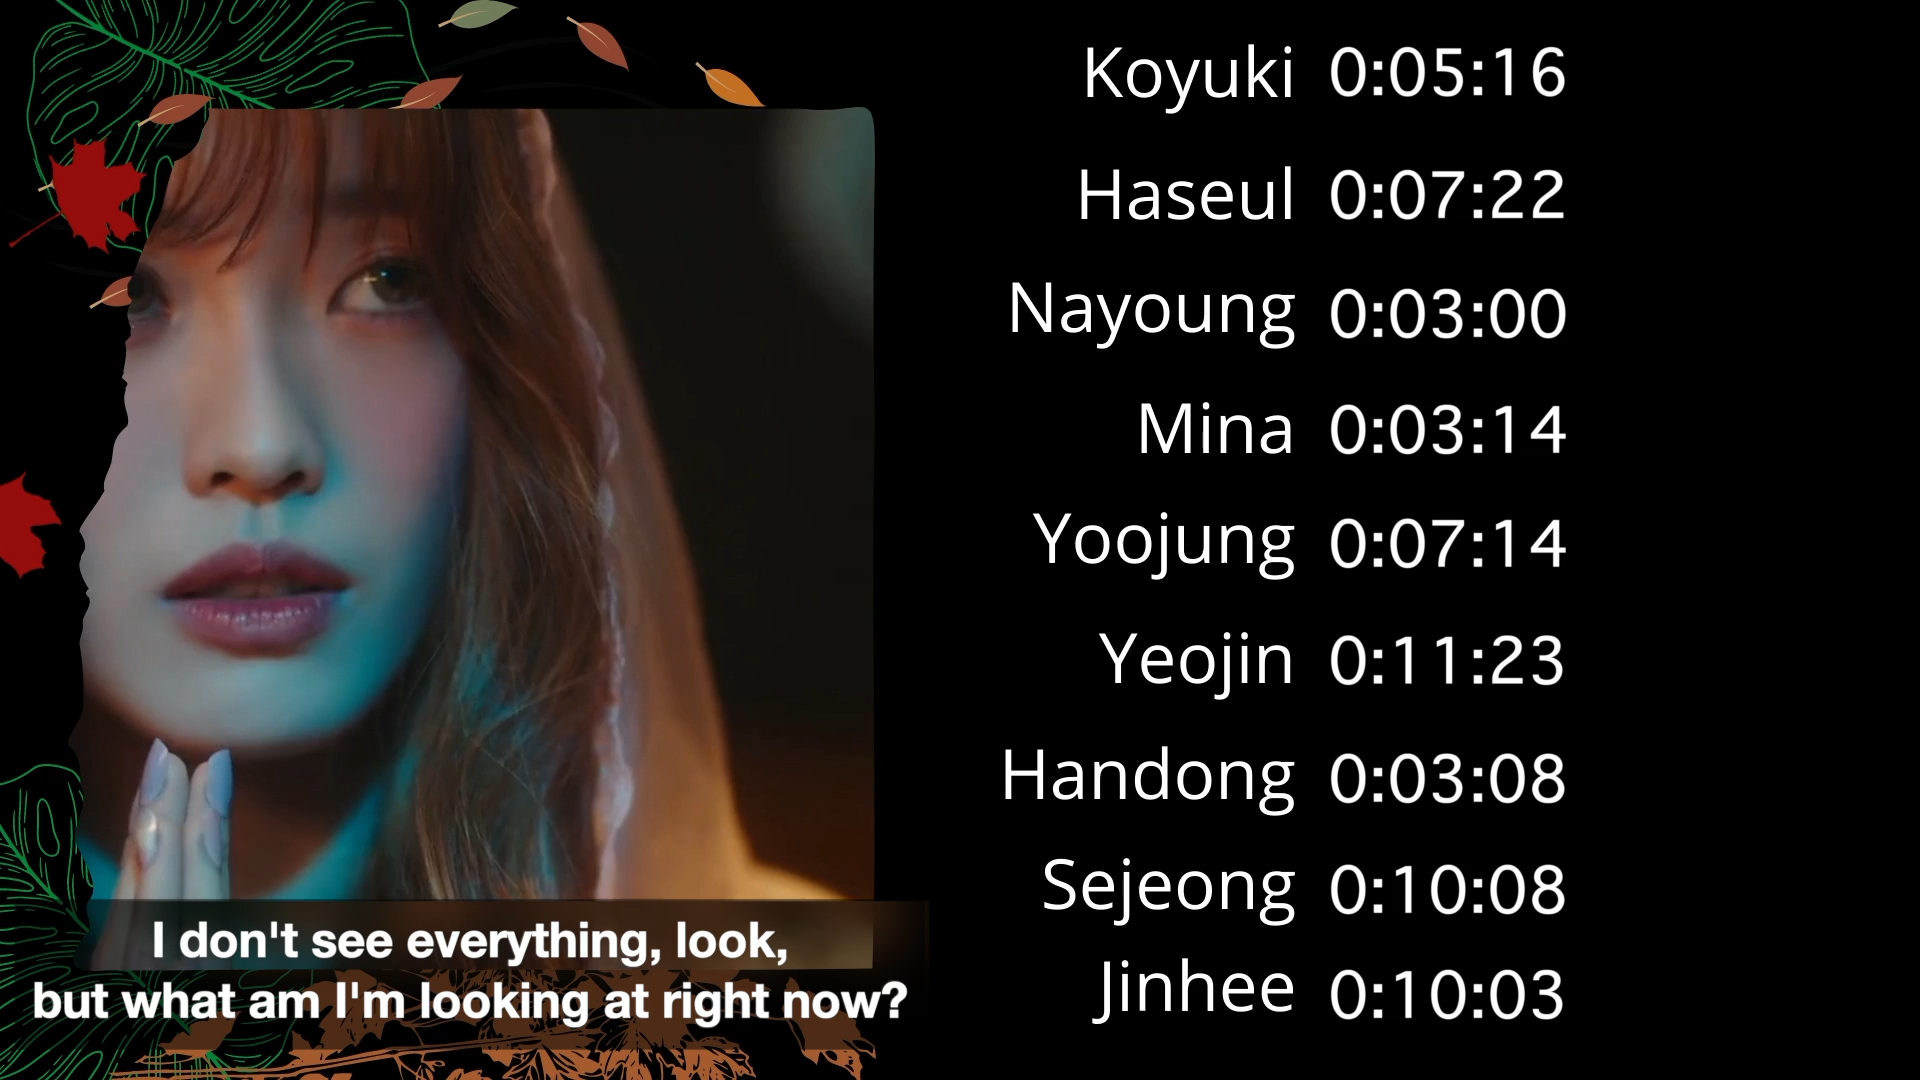 Koyuki 0:05:16
Haseul 0:07:22
Nayoung 0:03:00
Mina 0:03:14
Yoojung 0:07:14
Yeojin 0:11:23
Handong 0:03:08
Sejeong 0:10:08
Jinhee 0:10:03
I don't see everything, look,
but what am I'm looking at right now?